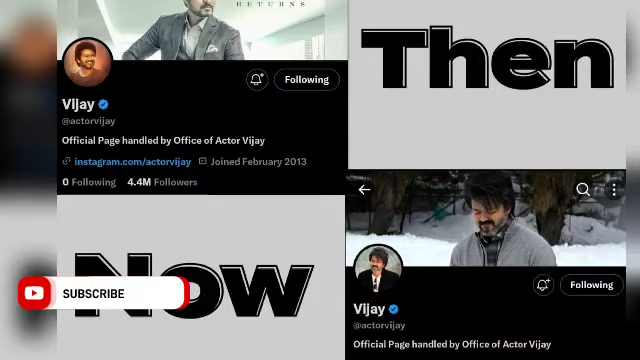 RETURNS
Following
Vijay
@actorvijay
Official Page handled by Office of Actor Vijay
instagram.com/actorvijay Joined February 2013
0 Following 4.4M Followers
Then
Now
SUBSCRIBE
Following
Vijay
@actorvijay
Official Page handled by Office of Actor Vijay